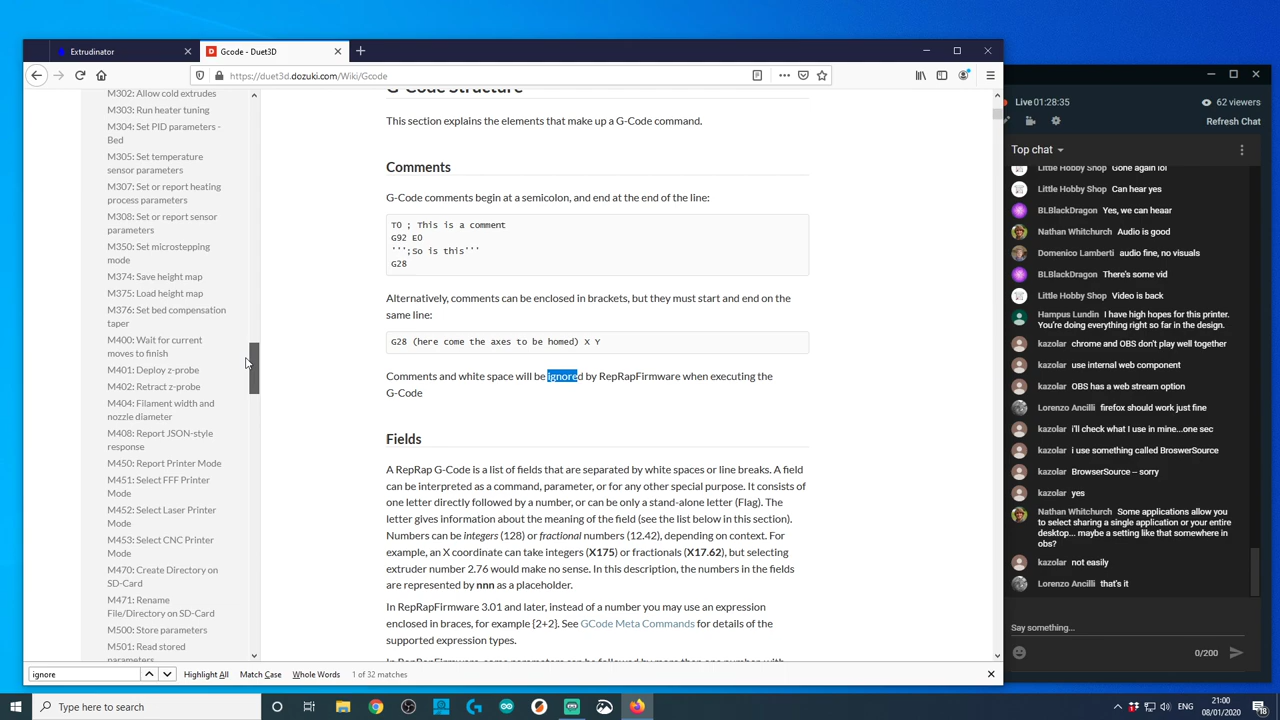 Extrudinator
Gcode - Duet3D
https://duet3d.dozuki.com/Wiki/Gcode
M302: Allow cold extrudes
M303: Run heater tuning
M304: Set PID parameters -
Bed
M305: Set temperature
sensor parameters
M307: Set or report heating
process parameters
M308: Set or report sensor
parameters
M350: Set microstepping
mode
M374: Save height map
M375: Load height map
M376: Set bed compensation
taper
M400: Wait for current
moves to finish
M401: Deploy z-probe
M402: Retract z-probe
M404: Filament width and
nozzle diameter
M408: Report JSON-style
response
M450: Report Printer Mode
M451: Select FFF Printer
Mode
M452: Select Laser Printer
Mode
M453: Select CNC Printer
Mode
M470: Create Directory on
SD-Card
M471: Rename
File/Directory on SD-Card
M500: Store parameters
M501: Read stored
parameters
G-Code Structure
This section explains the elements that make up a G-Code command.
Comments
G-Code comments begin at a semicolon, and end at the end of the line:
T0 ; This is a comment
G92 E0
''';So is this'''
G28
Alternatively, comments can be enclosed in brackets, but they must start and end on the
same line:
G28 (here come the axes to be homed) X Y
Comments and white space will be ignored by RepRapFirmware when executing the
G-Code
Fields
A RepRap G-Code is a list of fields that are separated by white spaces or line breaks. A field
can be interpreted as a command, parameter, or for any other special purpose. It consists of
one letter directly followed by a number, or can be only a stand-alone letter (Flag). The
letter gives information about the meaning of the field (see the list below in this section).
Numbers can be integers (128) or fractional numbers (12.42), depending on context. For
example, an X coordinate can take integers (X175) or fractionals (X17.62), but selecting
extruder number 2.76 would make no sense. In this description, the numbers in the fields
are represented by nnn as a placeholder.
In RepRapFirmware 3.01 and later, instead of a number you may use an expression
enclosed in braces, for example {2+2}. See GCode Meta Commands for details of the
supported expression types.
In RepRapFirmware, some parameters can be followed by more than one number, with
ignore
Highlight All
Match Case
Whole Words
1 of 32 matches
Live 01:28:35
62 viewers
Refresh Chat
Top chat
Little Hobby Shop Gone again lol
Little Hobby Shop Can hear yes
BLBlackDragon Yes, we can heaar
Nathan Whitchurch Audio is good
Domenico Lamberti audio fine, no visuals
BLBlackDragon There's some vid
Little Hobby Shop Video is back
Hampus Lundin I have high hopes for this printer.
You're doing everything right so far in the design.
kazolar chrome and OBS don't play well together
kazolar use internal web component
kazolar OBS has a web stream option
Lorenzo Ancilli firefox should work just fine
kazolar i'll check what I use in mine...one sec
kazolar i use something called BroswerSource
kazolar BrowserSource -- sorry
kazolar yes
Nathan Whitchurch Some applications allow you
to select sharing a single application or your entire
desktop... maybe a setting like that somewhere in
obs?
kazolar not easily
Lorenzo Ancilli that's it
Say something...
0/200
Type here to search
ENG
21:00
08/01/2020
18